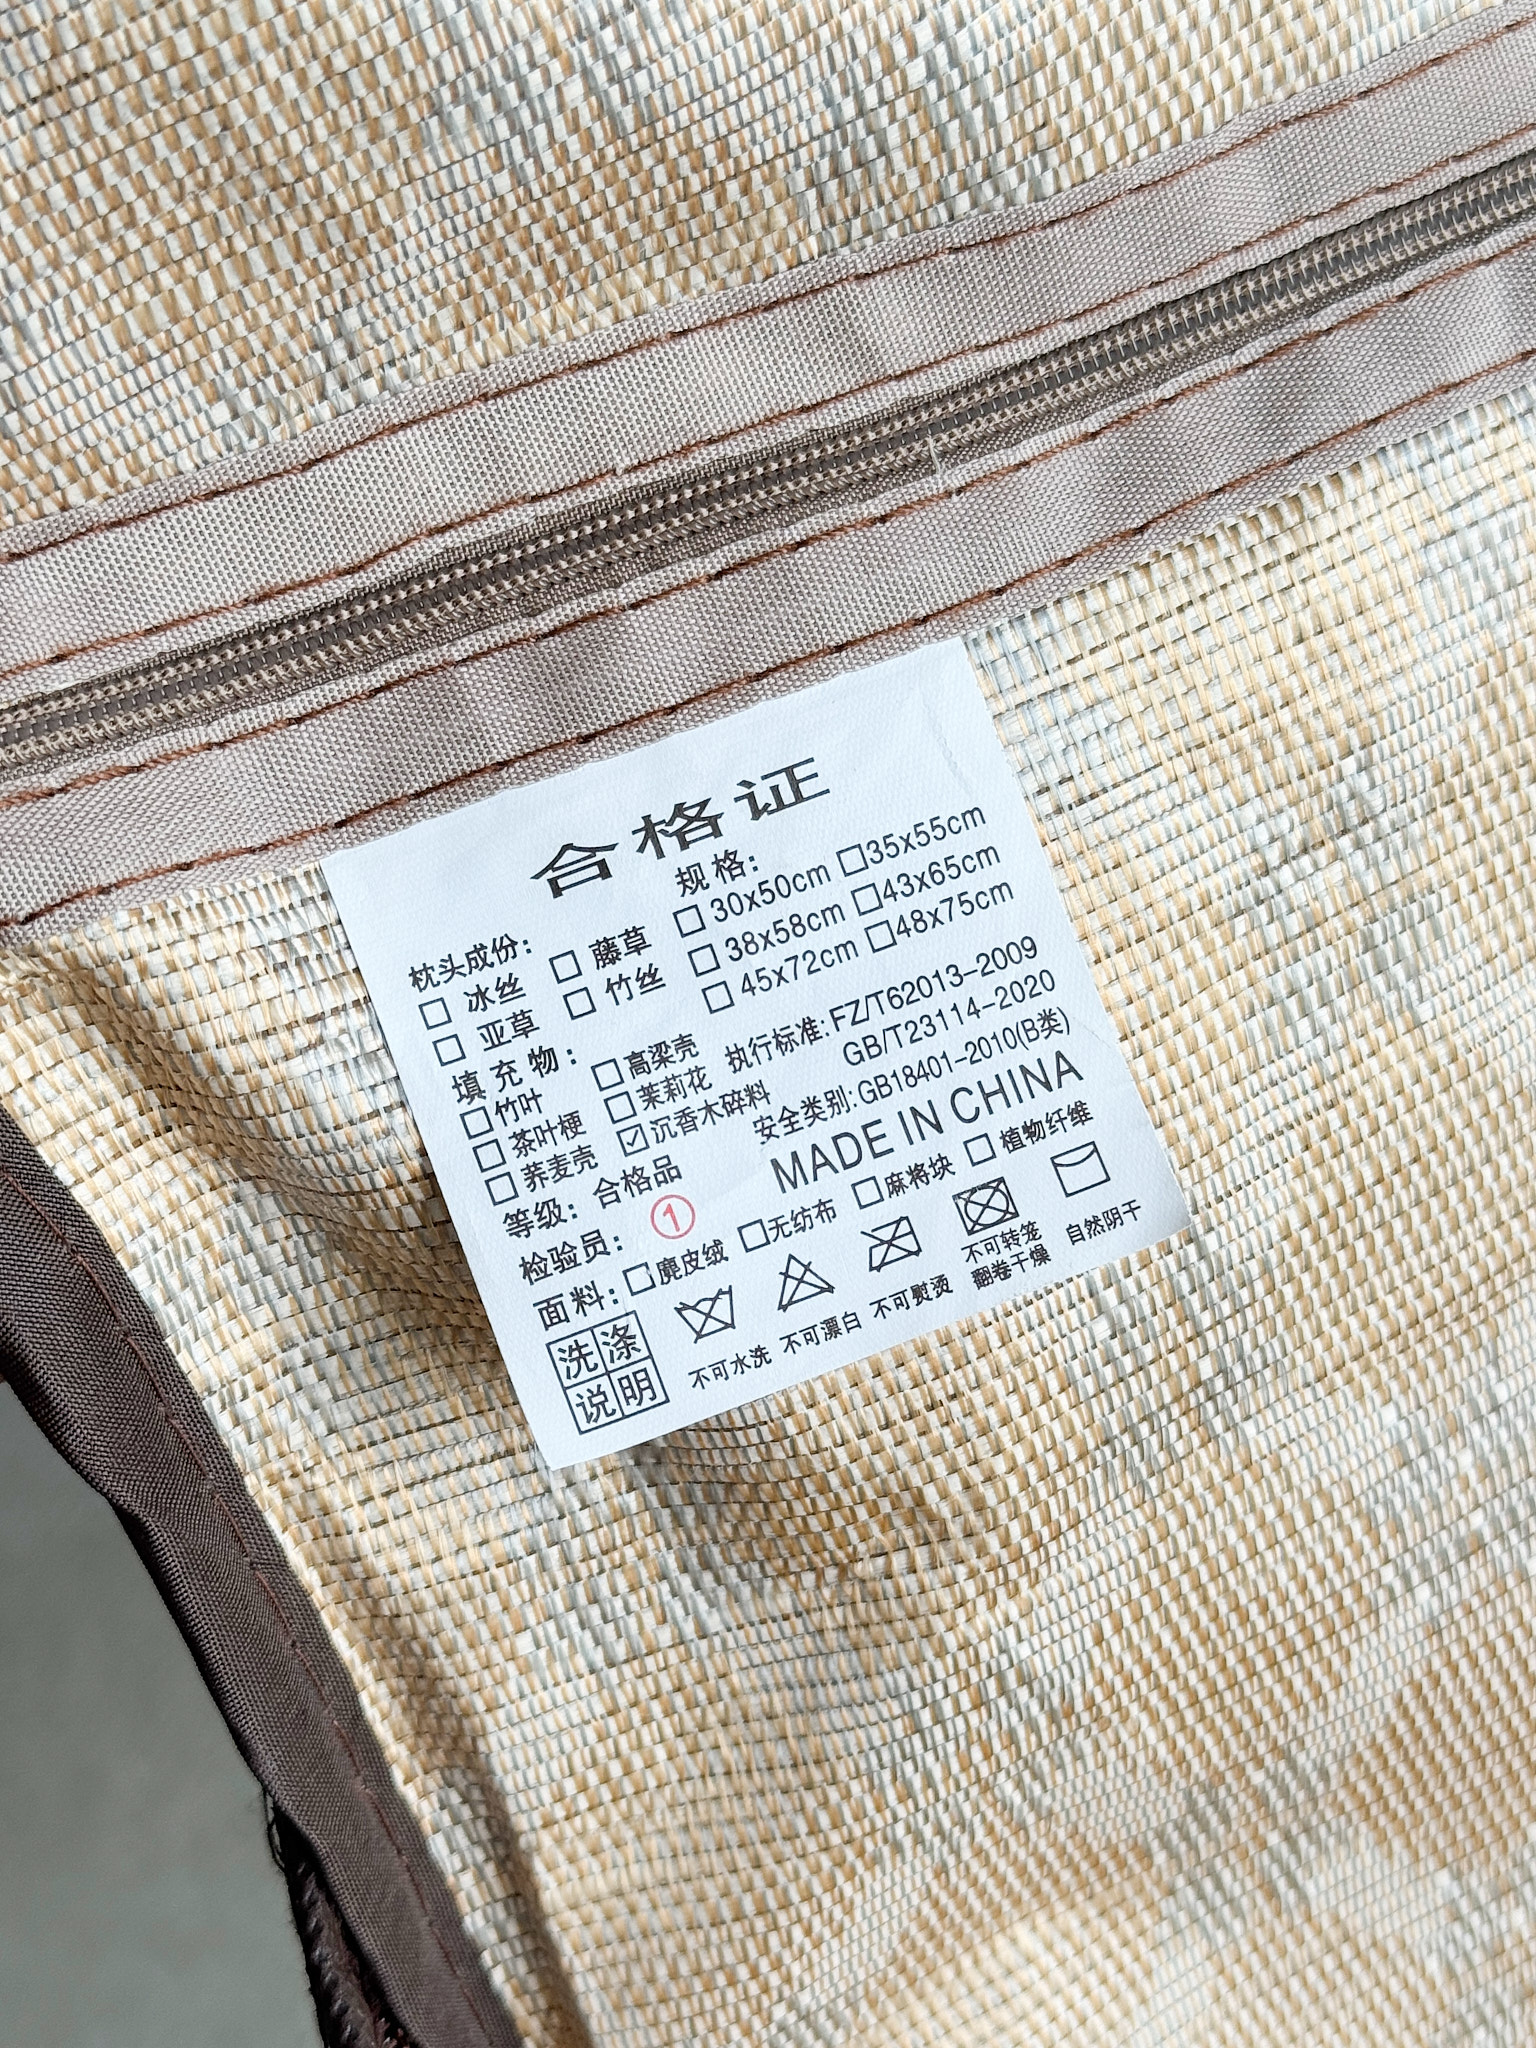 合格证
枕头成份:
□ 冰丝 □ 藤草
□ 亚草 □ 竹丝
规格:
□ 30x50cm □35x55cm
□ 38x58cm □43x65cm
□ 45x72cm □48x75cm
填充物:
□竹叶 □高梁壳
□茶叶梗 □茉莉花
□荞麦壳 ☑沉香木碎料
执行标准:FZ/T62013-2009
GB/T23114-2020
安全类别:GB18401-2010(B类)
MADE IN CHINA
等级: 合格品
检验员: ①
面料:□麂皮绒 □无纺布 □麻将块 □植物纤维
洗涤
说明
不可水洗 不可漂白 不可熨烫 不可转笼 自然阴干
翻卷干燥